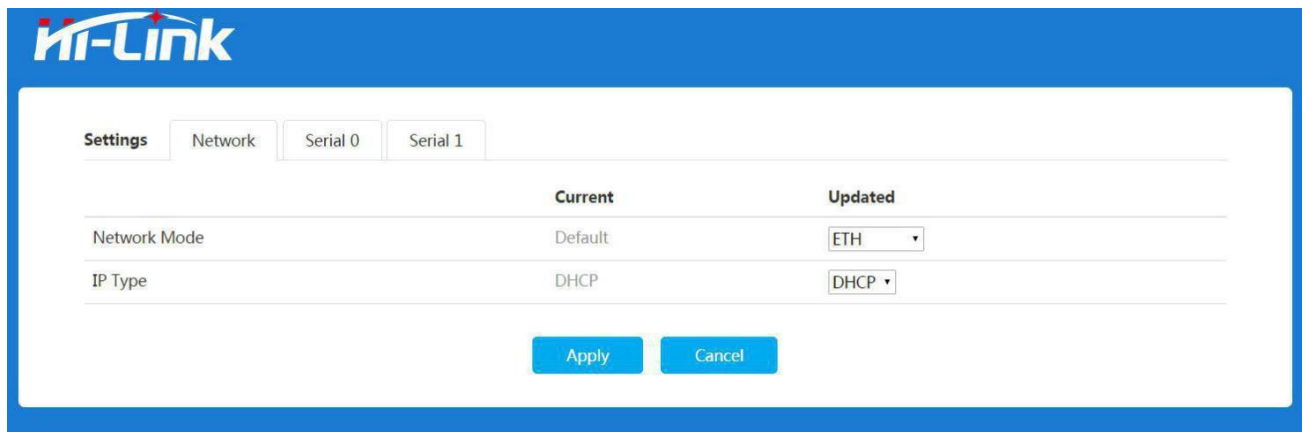 Hi-Link
Settings Network Serial 0 Serial 1
Current Updated
Network Mode Default ETH
IP Type DHCP DHCP
Apply Cancel